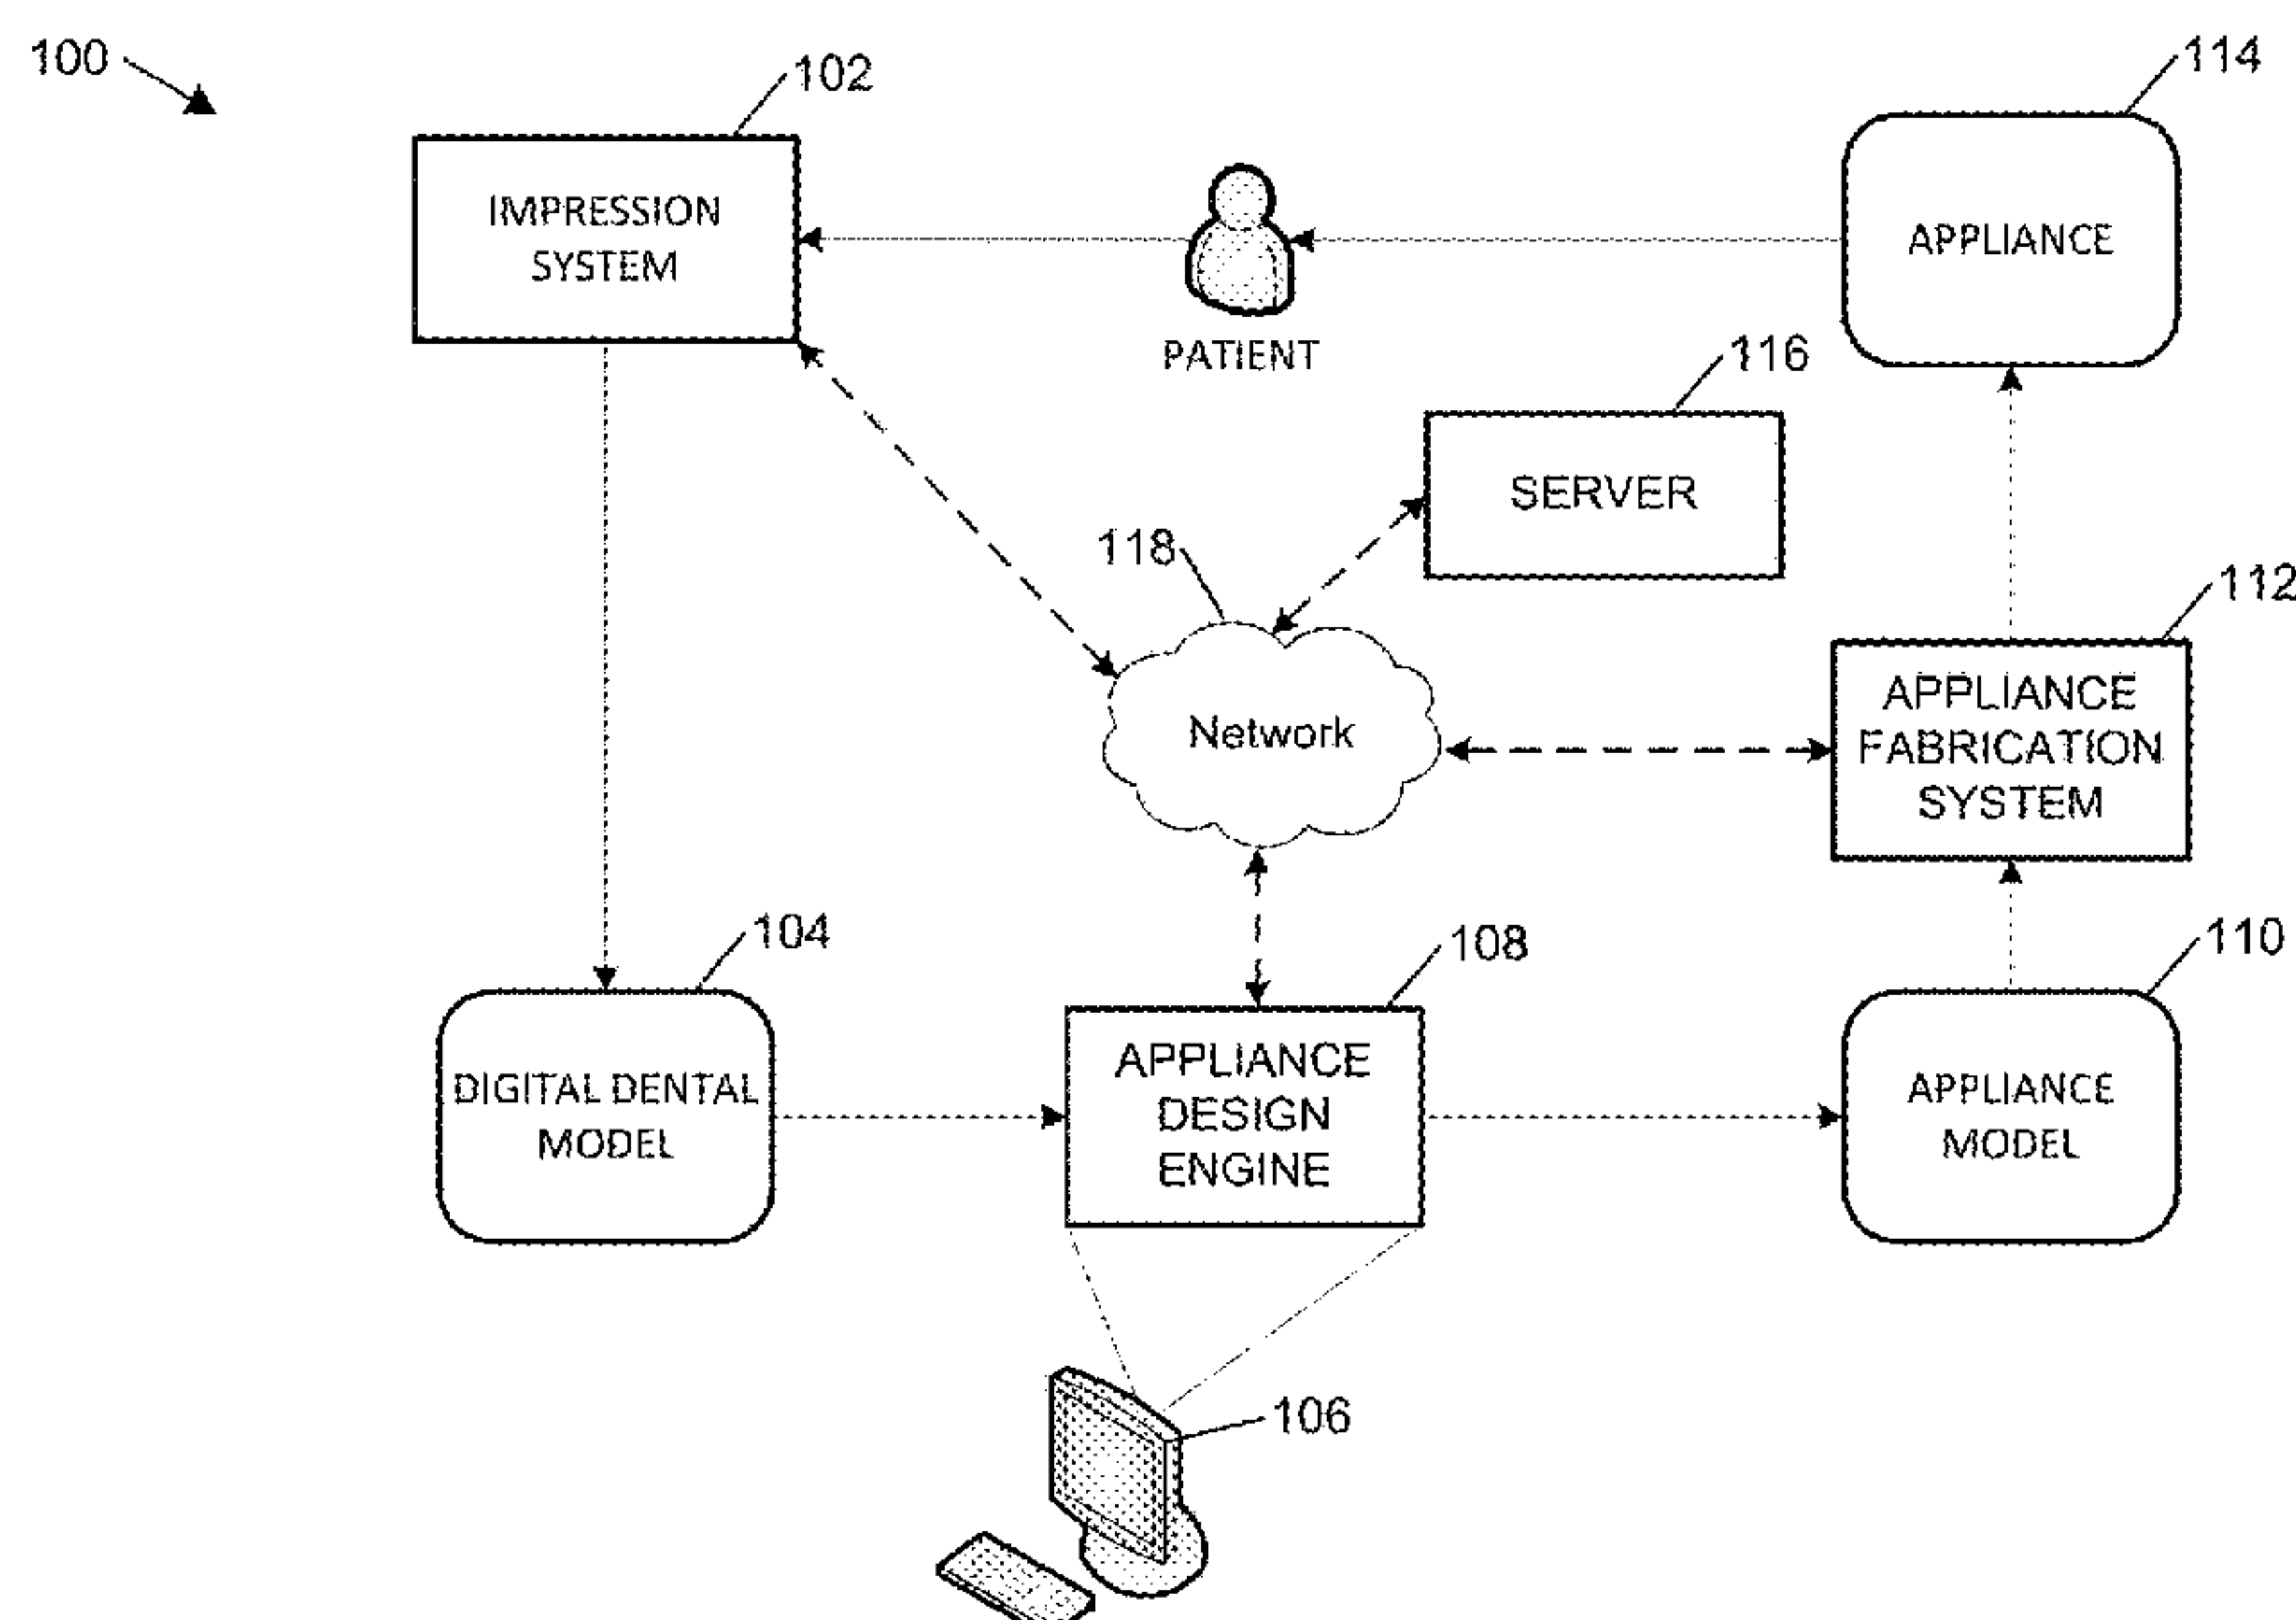 100
102
114
IMPRESSION
SYSTEM
APPLIANCE
PATIENT
116
SERVER
118
112
Network
APPLIANCE
FABRICATION
SYSTEM
104
108
110
DIGITAL DENTAL
MODEL
APPLIANCE
DESIGN
ENGINE
APPLIANCE
MODEL
106